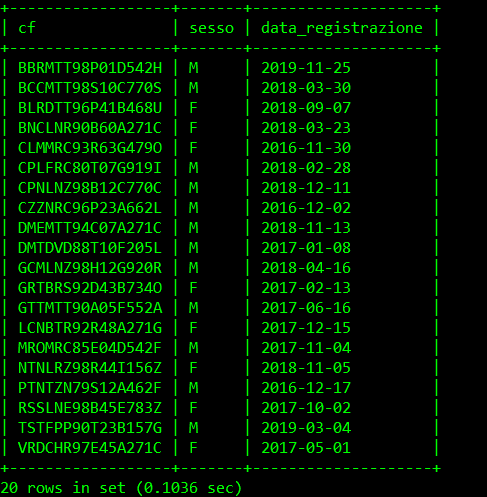 +------------------+-------+--------------------+
| cf               | sesso | data_registrazione |
+------------------+-------+--------------------+
| BBRMTT98P01D542H | M     | 2019-11-25         |
| BCCMTT98S10C770S | M     | 2018-03-30         |
| BLRDTT96P41B468U | F     | 2018-09-07         |
| BNCLNR90B60A271C | F     | 2018-03-23         |
| CLMMRC93R63G479O | F     | 2016-11-30         |
| CPLFRC80T07G919I | M     | 2018-02-28         |
| CPNLNZ98B12C770C | M     | 2018-12-11         |
| CZZNRC96P23A662L | M     | 2016-12-02         |
| DMEMTT94C07A271C | M     | 2018-11-13         |
| DMTDVD88T10F205L | M     | 2017-01-08         |
| GCMLNZ98H12G920R | M     | 2018-04-16         |
| GRTBRS92D43B734O | F     | 2017-02-13         |
| GTTMTT90A05F552A | M     | 2017-06-16         |
| LCNBTR92R48A271G | F     | 2017-12-15         |
| MROMRC85E04D542F | M     | 2017-11-04         |
| NTNLRZ98R44I156Z | F     | 2018-11-05         |
| PTNTZN79S12A462F | M     | 2016-12-17         |
| RSSLNE98B45E783Z | F     | 2017-10-02         |
| TSTFPP90T23B157G | M     | 2019-03-04         |
| VRDCHR97E45A271C | F     | 2017-05-01         |
+------------------+-------+--------------------+
20 rows in set (0.1036 sec)